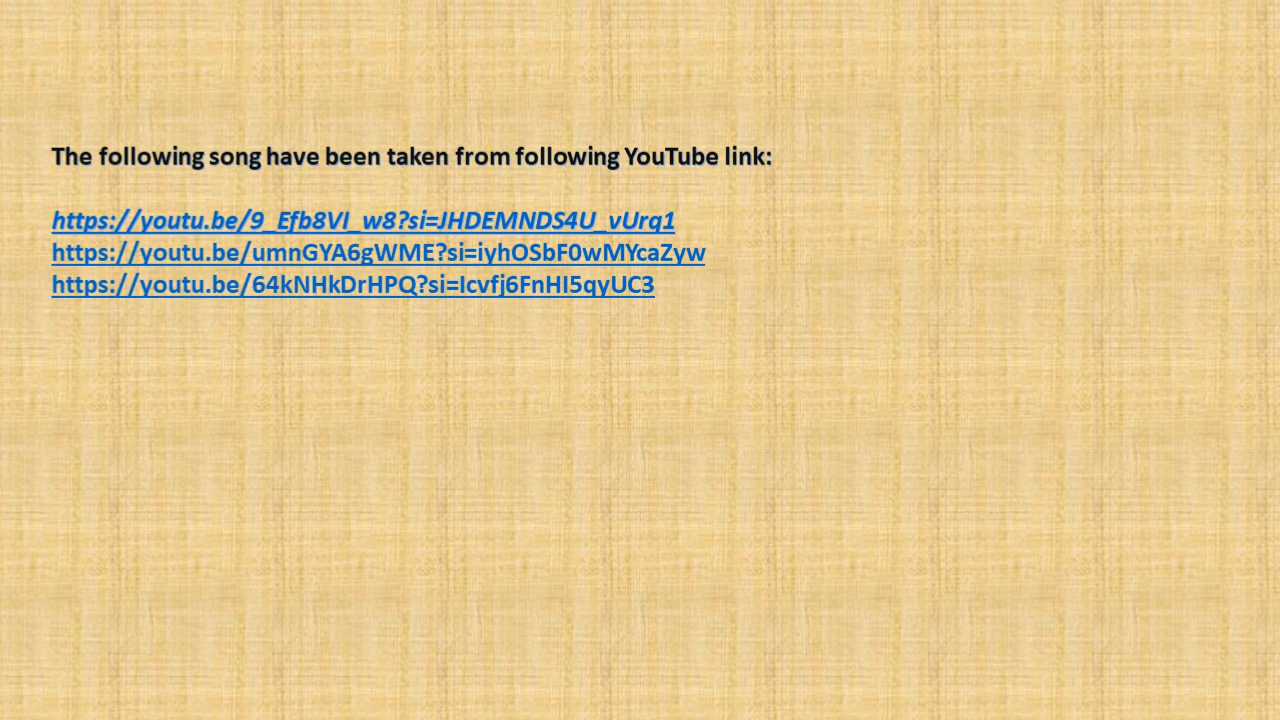 The following song have been taken from following YouTube link:
https://youtu.be/9_Efb8VI_w8?si=JHDEMNDS4U_vUrq1
https://youtu.be/umnGYA6gWME?si=iyhOSbF0wMYcaZyw
https://youtu.be/64kNHkDrHPQ?si=Icvfj6FnHI5qyUC3